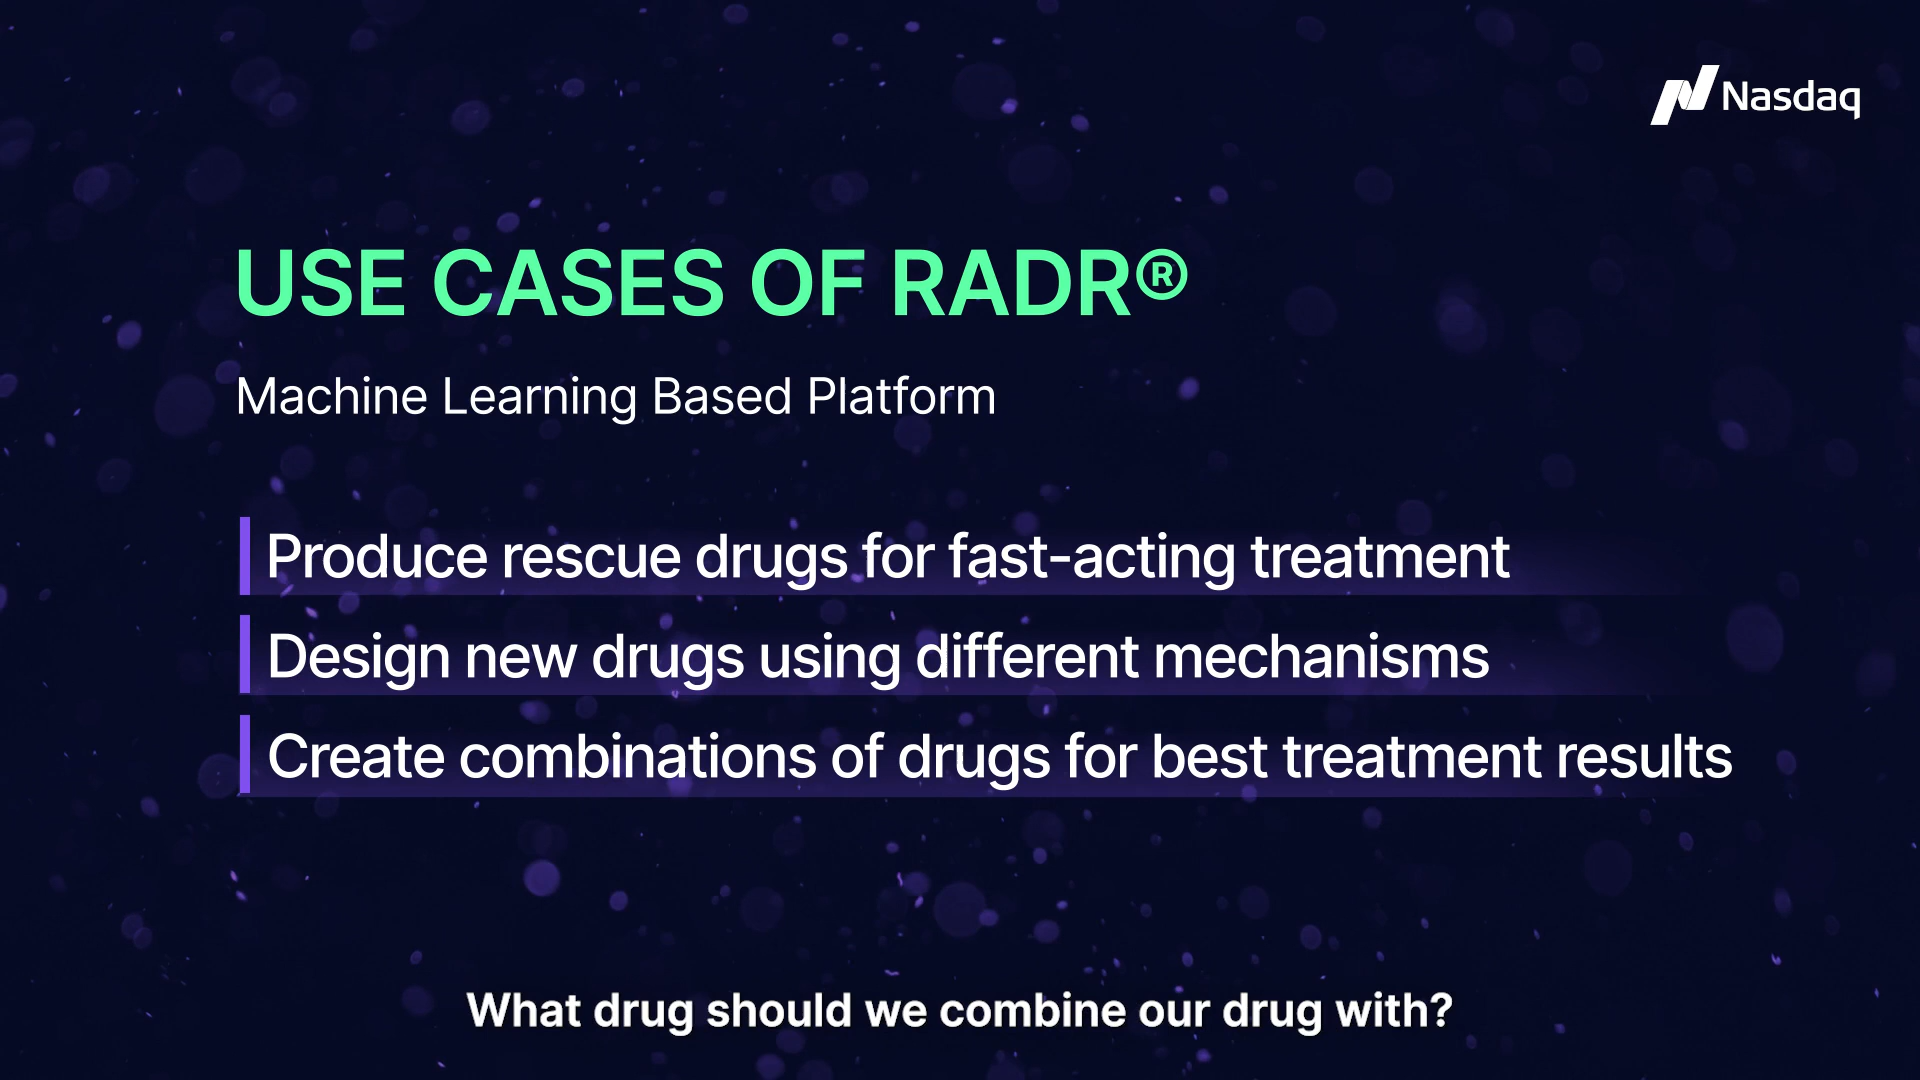 Nasdaq
USE CASES OF RADR®
Machine Learning Based Platform
Produce rescue drugs for fast-acting treatment
Design new drugs using different mechanisms
Create combinations of drugs for best treatment results
What drug should we combine our drug with?